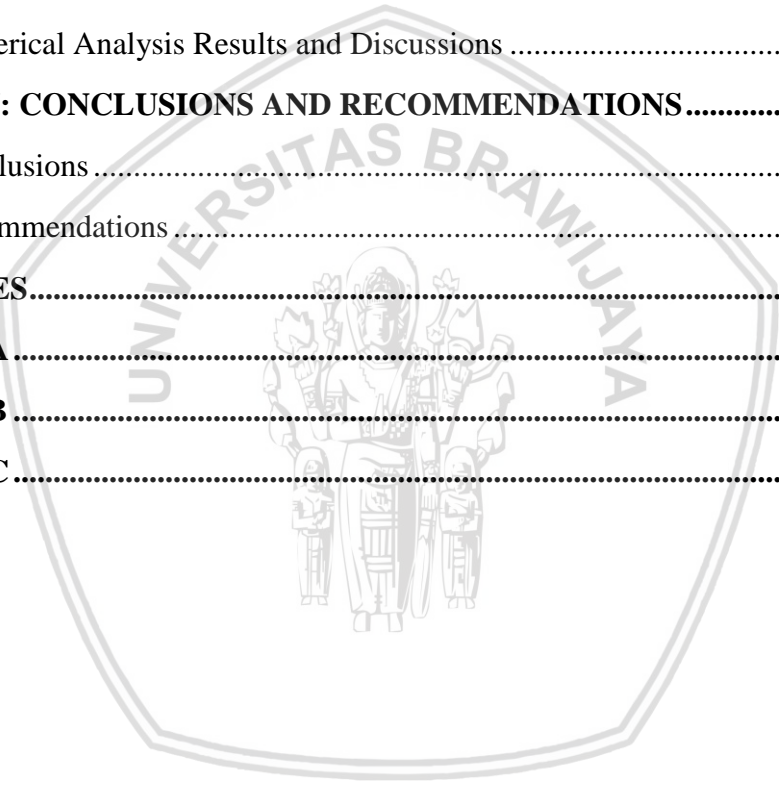 erical Analysis Results and Discussions ...................................
: CONCLUSIONS AND RECOMMENDATIONS .............
lusions ...........................................................................................
mmendations ................................................................................
ES ....................................................................................................
A ......................................................................................................
B ......................................................................................................
C ......................................................................................................
UNIVERSITAS BRAWIJAYA